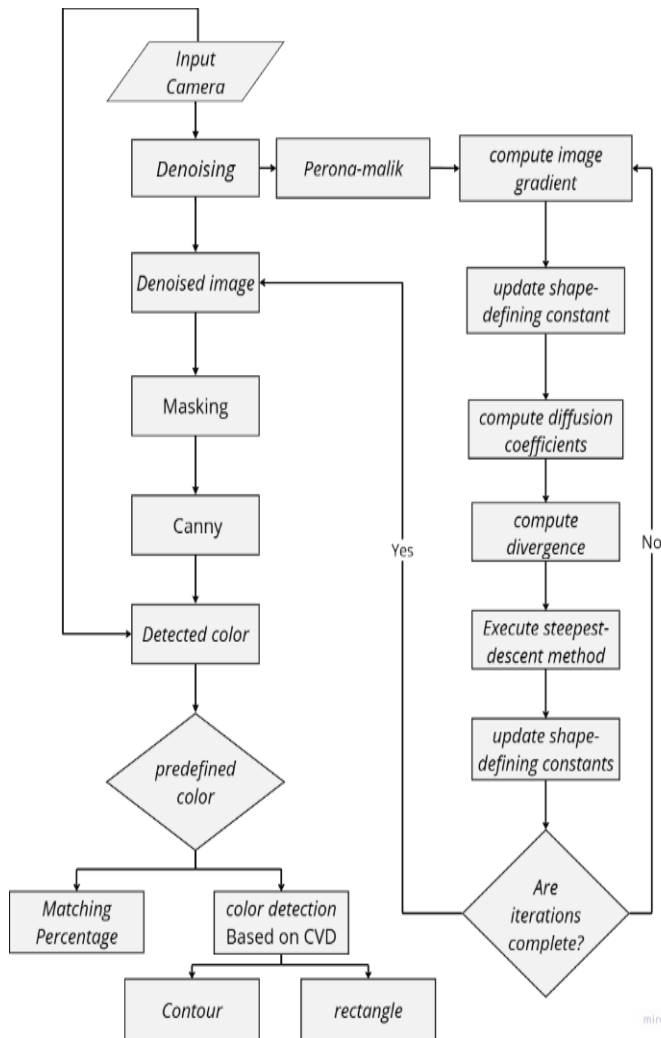 Input
Camera
Denoising
Perona-malik
compute image
gradient
Denoised image
update shape-
defining constant
Masking
compute diffusion
coefficients
Canny
compute
divergence
Yes
No
Detected color
Execute steepest-
descent method
predefined
color
update shape-
defining constants
Matching
Percentage
color detection
Based on CVD
Are
iterations
complete?
Contour
rectangle